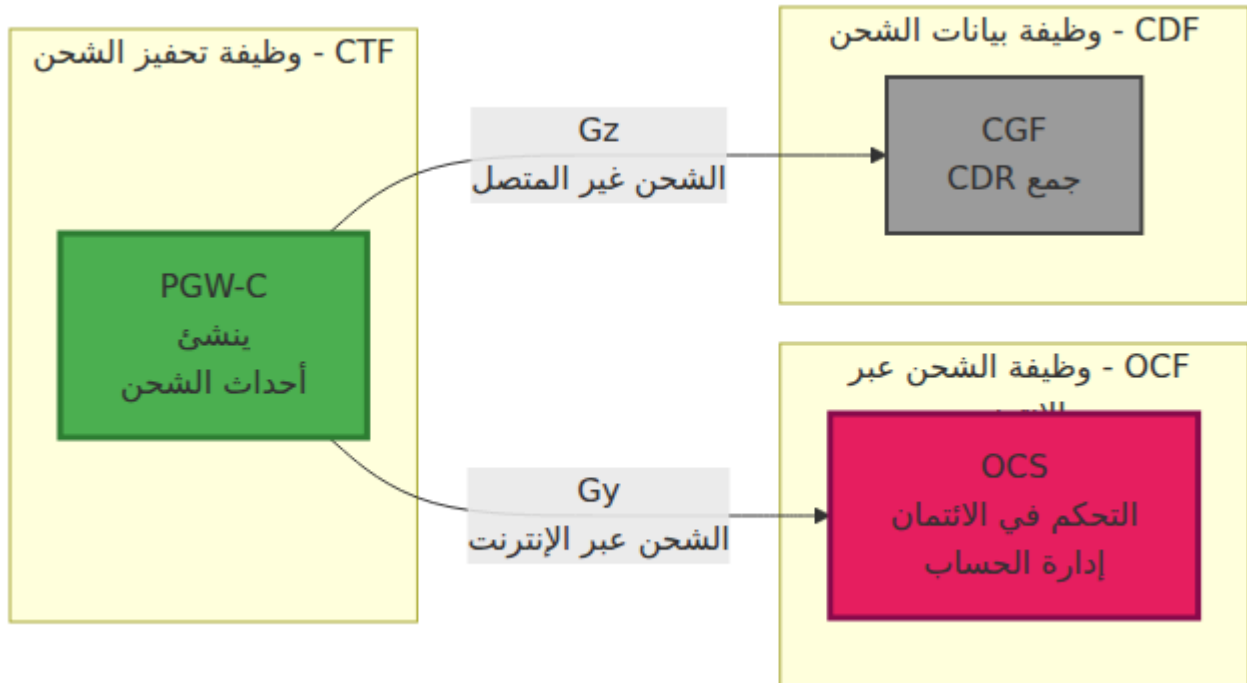 CTF - وظيفة تحفيز الشحن
PGW-C
ينشئ
أحداث الشحن
Gz
الشحن غير المتصل
CDF - وظيفة بيانات الشحن
CGF
جمع CDR
Gy
الشحن عبر الإنترنت
OCF - وظيفة الشحن عبر
OCS
التحكم في الائتمان
إدارة الحساب